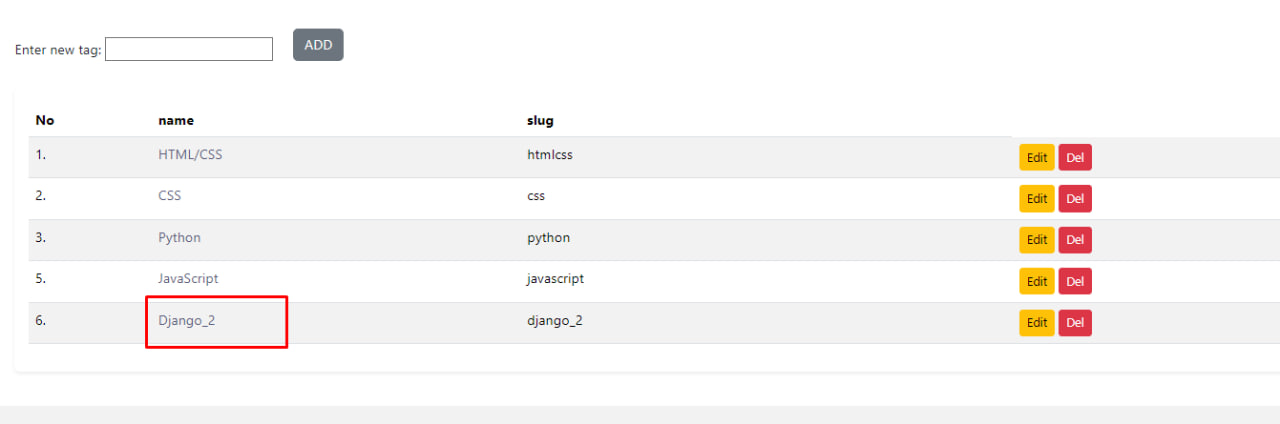 Enter new tag: ADD
No name slug
1. HTML/CSS htmlcss Edit Del
2. CSS css Edit Del
3. Python python Edit Del
5. JavaScript javascript Edit Del
6. Django_2 django_2 Edit Del